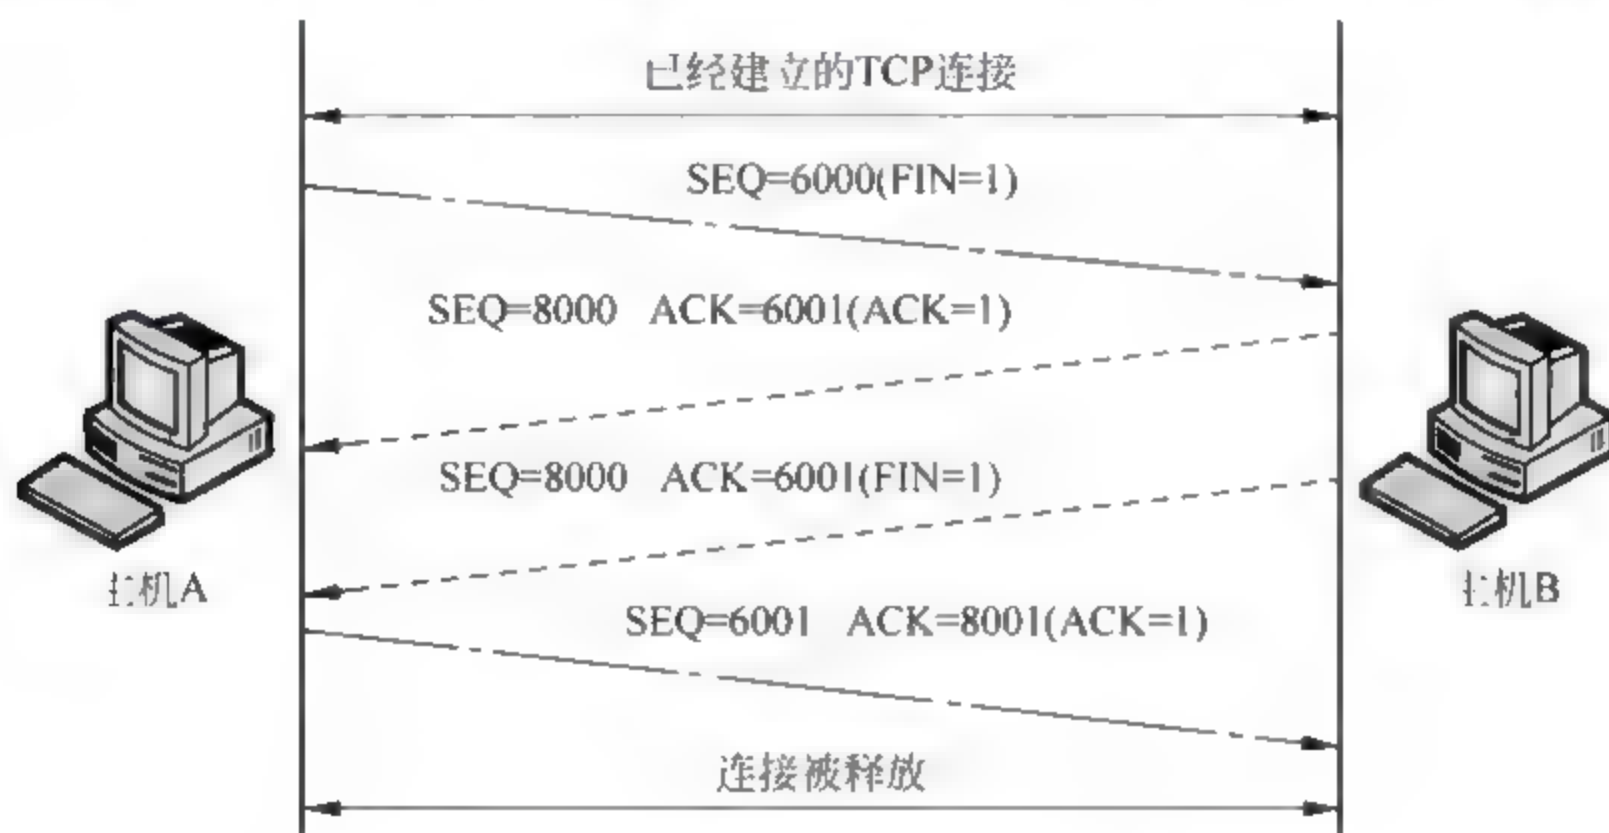 已经建立的TCP连接
SEQ=6000(FIN=1)
SEQ=8000 ACK=6001(ACK=1)
SEQ=8000 ACK=6001(FIN=1)
主机A
主机B
SEQ=6001 ACK=8001(ACK=1)
连接被释放